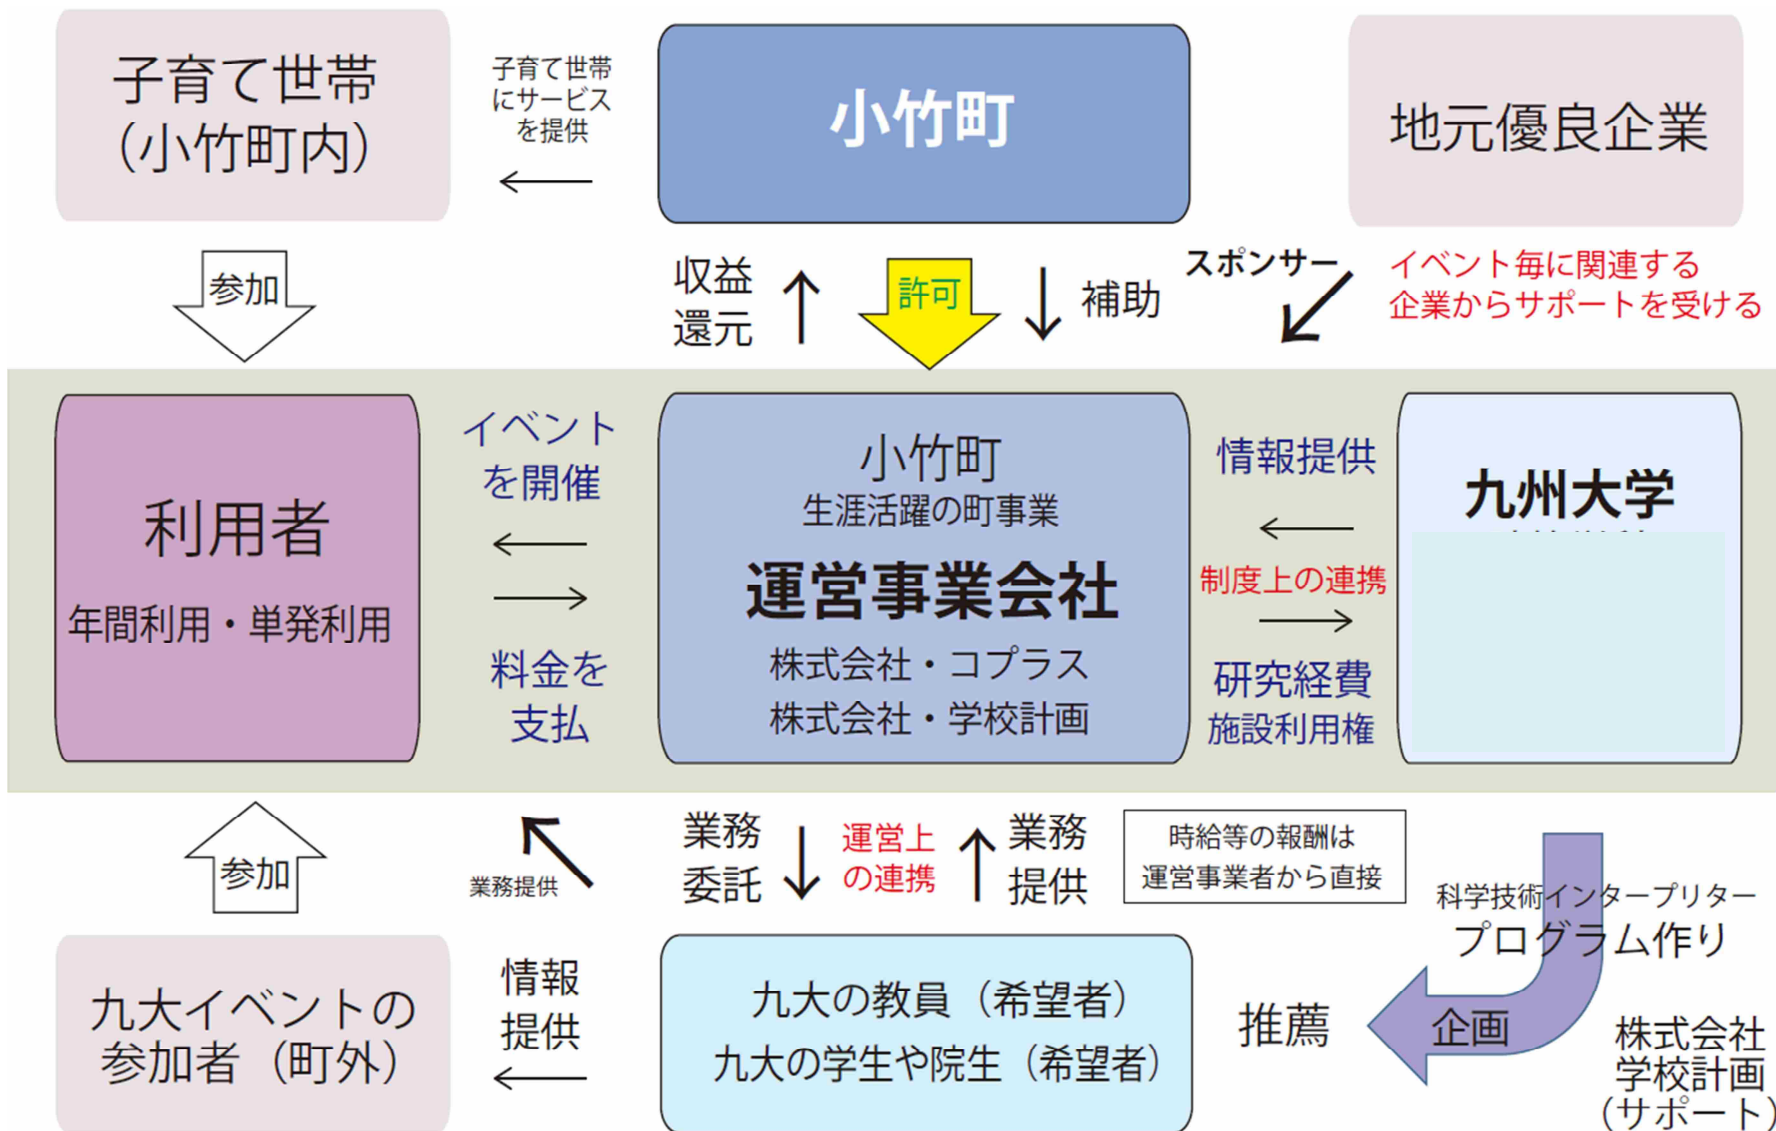 子育て世帯
（小竹町内）
子育て世帯
にサービス
を提供
小竹町
地元優良企業
参加
収益
還元
許可
補助
スポンサー
イベント毎に関連する
企業からサポートを受ける
利用者
年間利用・単発利用
イベント
を開催
料金を
支払
小竹町
生涯活躍の町事業
運営事業会社
株式会社・コプラス
株式会社・学校計画
情報提供
制度上の連携
研究経費
施設利用権
九州大学
参加
業務提供
業務
委託
運営上
の連携
業務
提供
時給等の報酬は
運営事業者から直接
科学技術インタープリター
プログラム作り
九大イベントの
参加者（町外）
情報
提供
九大の教員（希望者）
九大の学生や院生（希望者）
推薦
企画
株式会社
学校計画
（サポート）